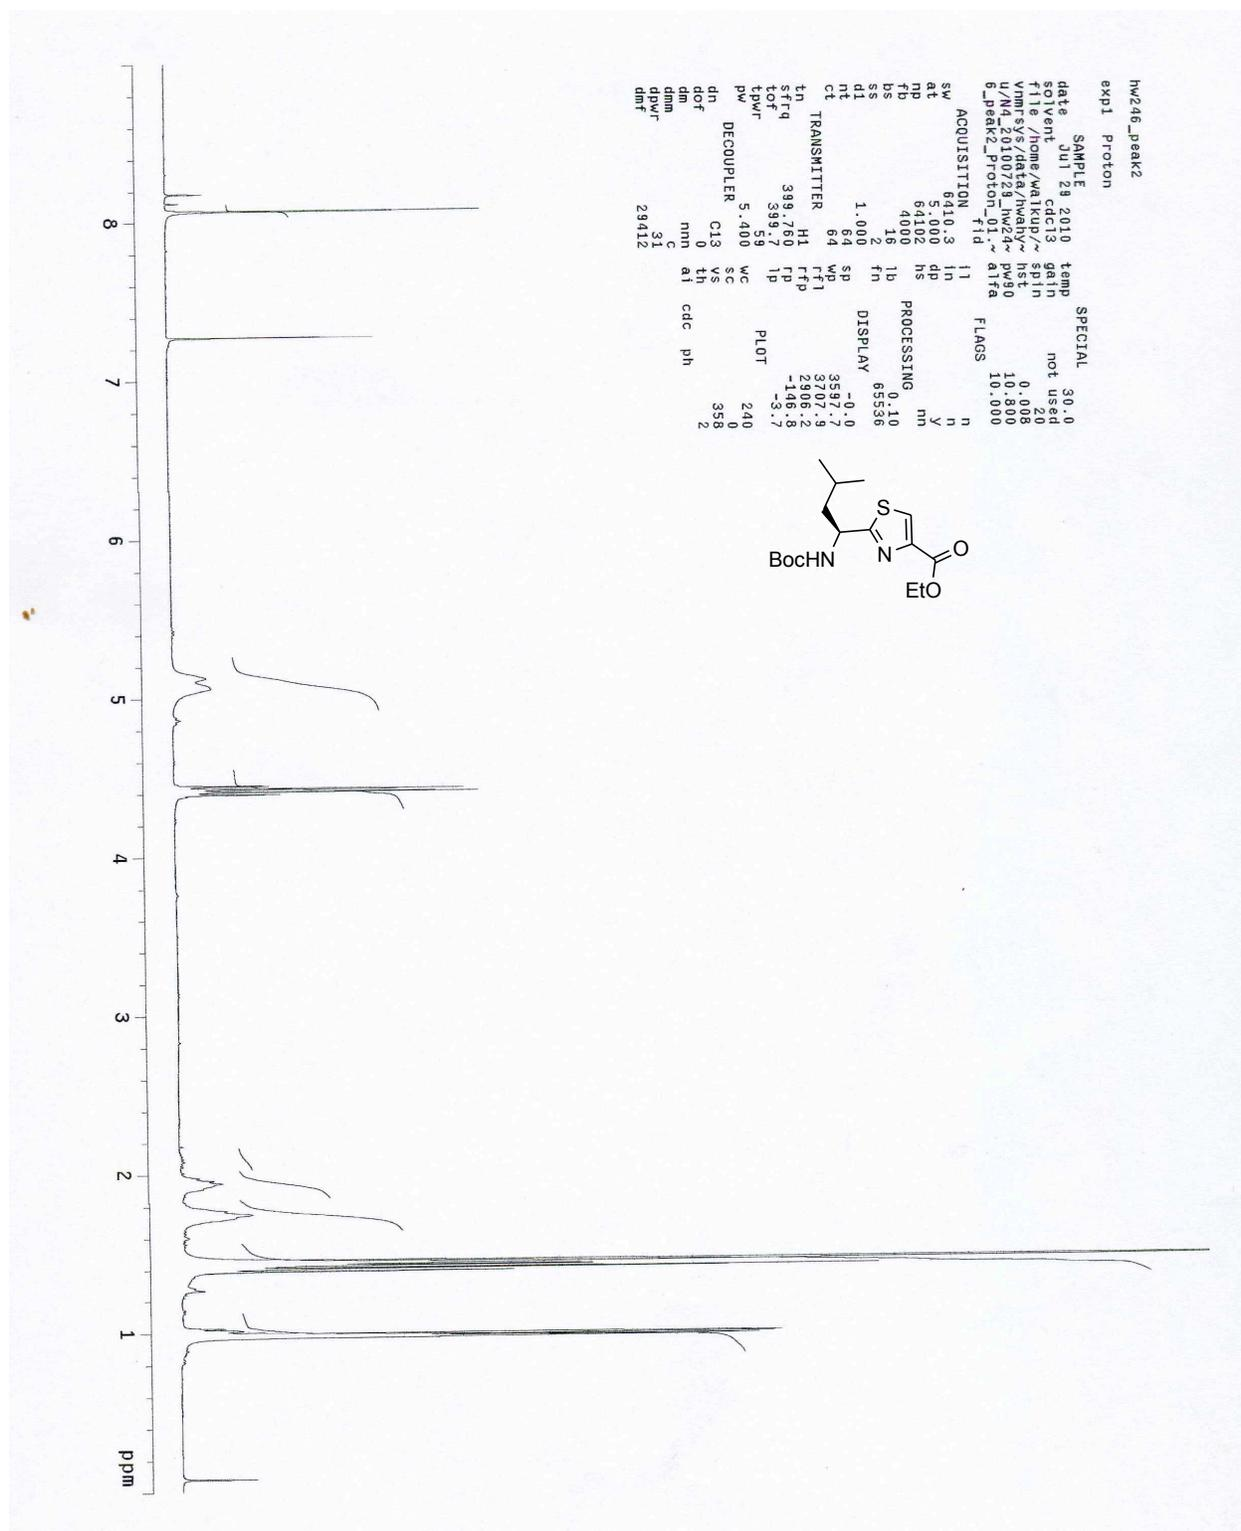 hw246_peak2
exp1 Proton
SAMPLE SPECIAL
date Jul 29 2010 temp 30.0
solvent cdcl3 gain not used
file /home/walkup/~ spin 20
vnmrsys/data/hwahy~ hst 0.008
u/N4_20100729_hw24~ pw90 10.800
6_peak2_Proton_01.~ alfa 10.000
fid FLAGS
ACQUISITION il n
sw 6410.3 in n
at 5.000 dp y
np 64102 hs nn
fb 4000 PROCESSING
bs 16 lb 0.10
ss 2 fn 65536
d1 1.000 DISPLAY
nt 64 sp -0.0
ct 64 wp 3597.7
TRANSMITTER rfl 3707.9
tn H1 rfp 2906.2
sfrq 399.760 rp -146.8
tof 399.7 lp -3.7
tpwr 59 PLOT
pw 5.400 wc 240
DECOUPLER sc 0
dn C13 vs 358
dof 0 th 2
dm nnn ai cdc ph
dmm c
dpwr 31
dmf 29412
S
N
O
BocHN
EtO
8 7 6 5 4 3 2 1 ppm